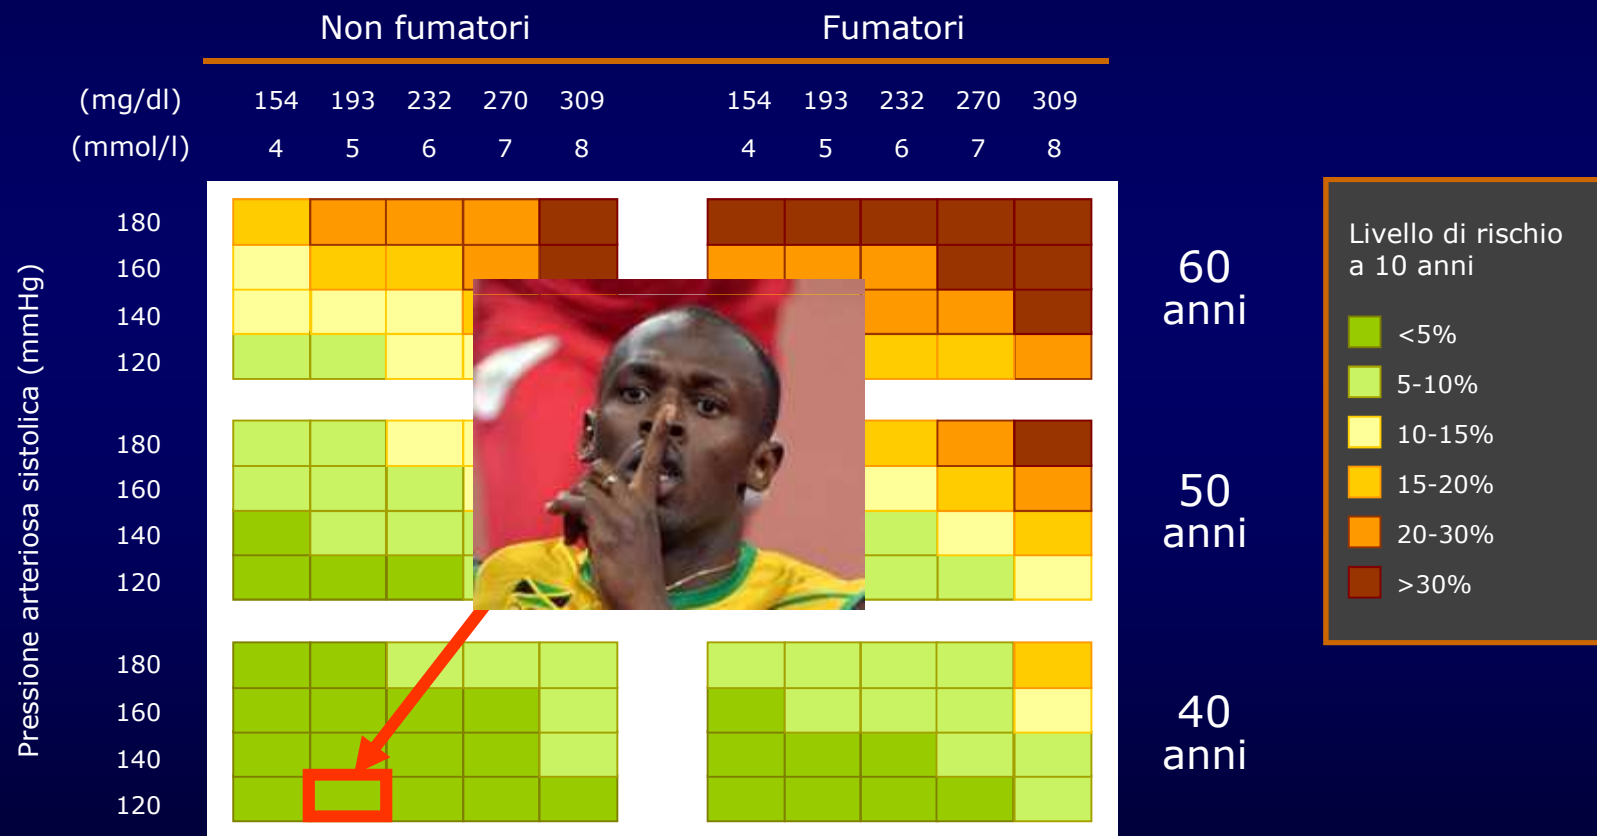 Non fumatori Fumatori
(mg/dl) 154 193 232 270 309 154 193 232 270 309
(mmol/l) 4 5 6 7 8 4 5 6 7 8
Pressione arteriosa sistolica (mmHg)
180
160
140
120
60
anni
180
160
140
120
50
anni
180
160
140
120
40
anni
Livello di rischio
a 10 anni
<5%
5-10%
10-15%
15-20%
20-30%
>30%